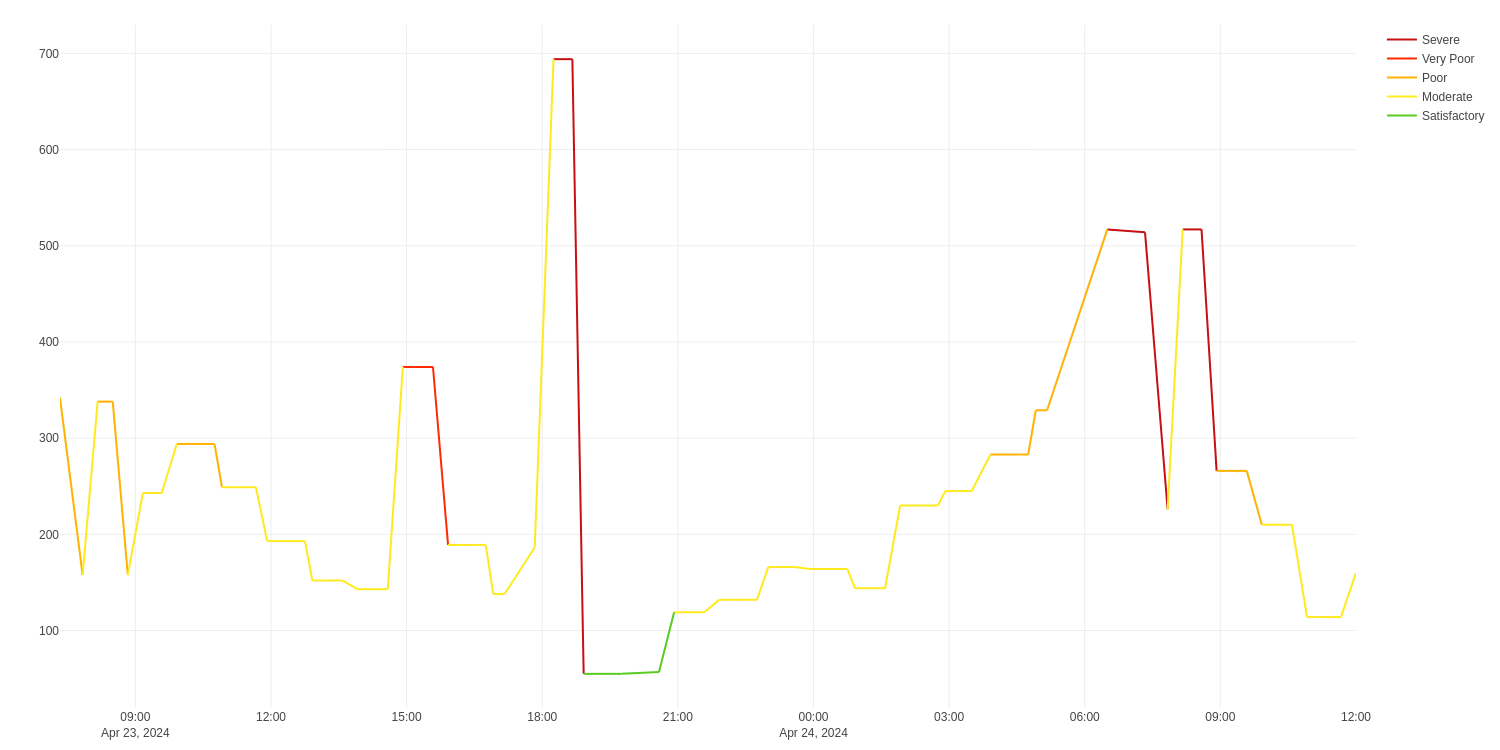 700
600
500
400
300
200
100
09:00
Apr 23, 2024
12:00
15:00
18:00
21:00
00:00
Apr 24, 2024
03:00
06:00
09:00
12:00
Severe
Very Poor
Poor
Moderate
Satisfactory